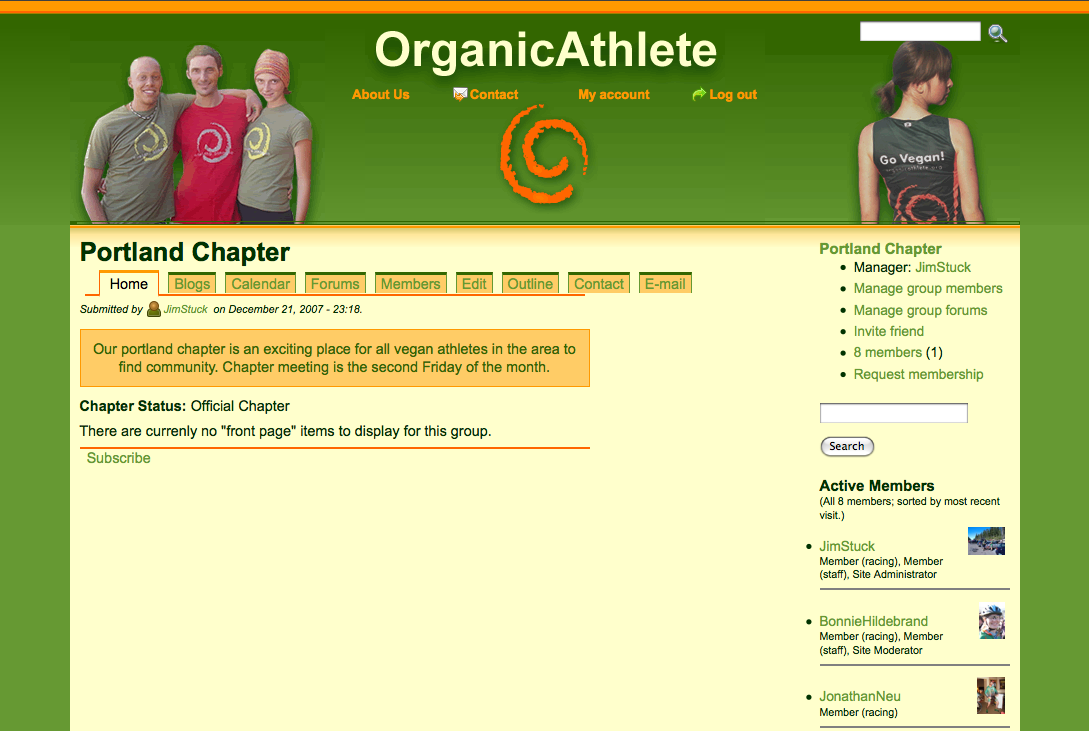 OrganicAthlete
About Us
Contact
My account
Log out
Go Vegan!
Portland Chapter
Home
Blogs
Calendar
Forums
Members
Edit
Outline
Contact
E-mail
Submitted by JimStuck on December 21, 2007 - 23:18.
Our portland chapter is an exciting place for all vegan athletes in the area to
find community. Chapter meeting is the second Friday of the month.
Chapter Status: Official Chapter
There are currenly no "front page" items to display for this group.
Subscribe
Portland Chapter
Manager: JimStuck
Manage group members
Manage group forums
Invite friend
8 members (1)
Request membership
Search
Active Members
(All 8 members; sorted by most recent
visit.)
JimStuck
Member (racing), Member
(staff), Site Administrator
BonnieHildebrand
Member (racing), Member
(staff), Site Moderator
JonathanNeu
Member (racing)